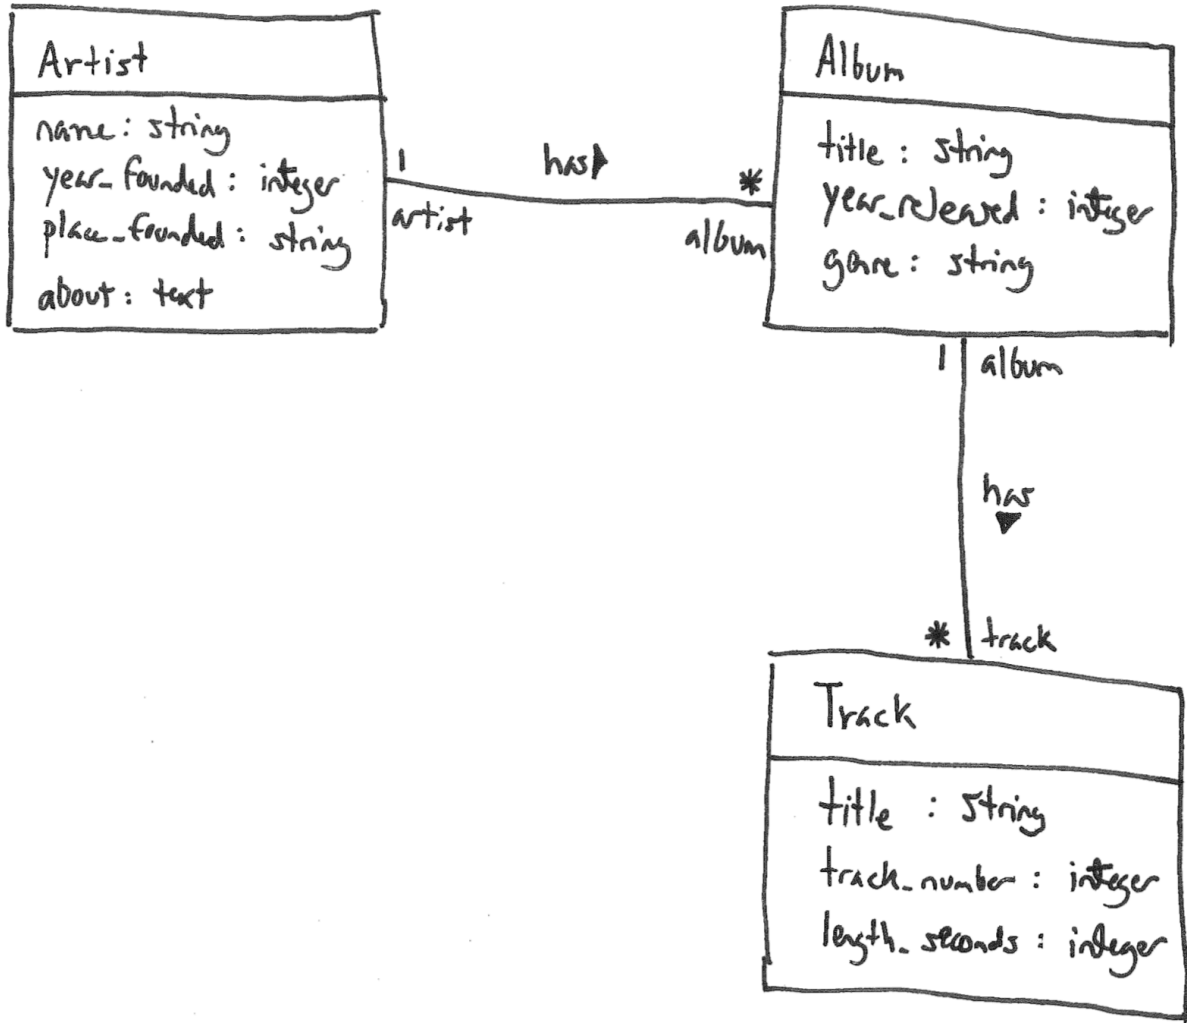 Artist
name: string
year_founded: integer
place_founded: string
about: text
1
artist
has
*
album
Album
title: string
year_released: integer
genre: string
1
album
has
*
track
Track
title: string
track_number: integer
length_seconds: integer